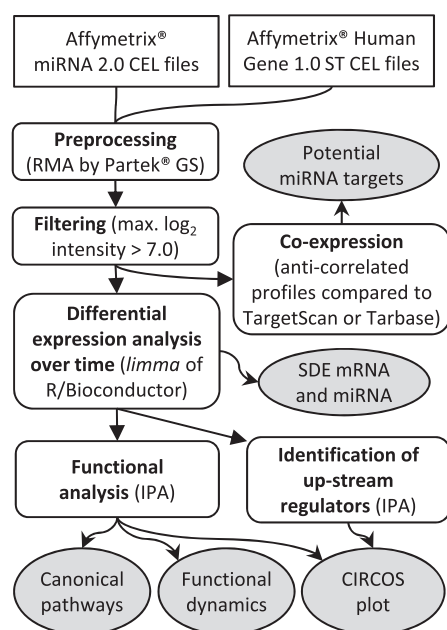 Affymetrix®
miRNA 2.0 CEL files
Affymetrix® Human
Gene 1.0 ST CEL files
Preprocessing
(RMA by Partek® GS)
Potential
miRNA targets
Filtering (max. log2
intensity > 7.0)
Co-expression
(anti-correlated
profiles compared to
TargetScan or Tarbase)
Differential
expression analysis
over time (limma of
R/Bioconductor)
SDE mRNA
and miRNA
Functional
analysis (IPA)
Identification of
up-stream
regulators (IPA)
Canonical
pathways
Functional
dynamics
CIRCOS
plot